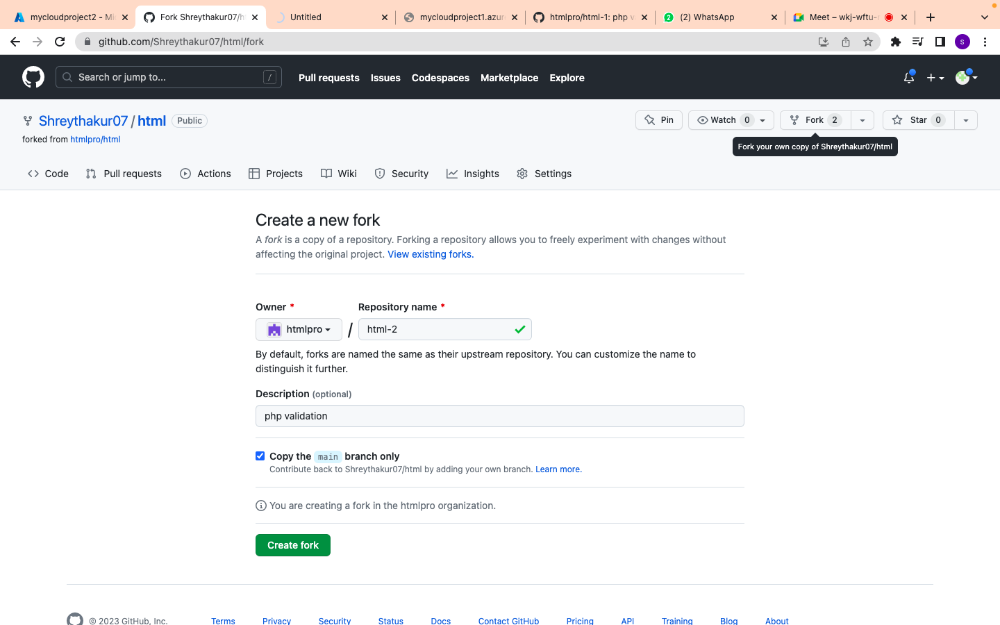 mycloudproject2 - Mi
Fork Shreythakur07/h
Untitled
mycloudproject1.azur
htmlpro/html-1: php v
(2) WhatsApp
Meet – wkj-wftu-
github.com/Shreythakur07/html/fork
S
Search or jump to...
/
Pull requests
Issues
Codespaces
Marketplace
Explore
Shreythakur07 / html
Public
Pin
Watch 0
Fork 2
Star 0
forked from htmlpro/html
Fork your own copy of Shreythakur07/html
Code
Pull requests
Actions
Projects
Wiki
Security
Insights
Settings
Create a new fork
A fork is a copy of a repository. Forking a repository allows you to freely experiment with changes without
affecting the original project. View existing forks.
Owner *
Repository name *
htmlpro
/
html-2
By default, forks are named the same as their upstream repository. You can customize the name to
distinguish it further.
Description (optional)
php validation
Copy the main branch only
Contribute back to Shreythakur07/html by adding your own branch. Learn more.
You are creating a fork in the htmlpro organization.
Create fork
© 2023 GitHub, Inc.
Terms
Privacy
Security
Status
Docs
Contact GitHub
Pricing
API
Training
Blog
About